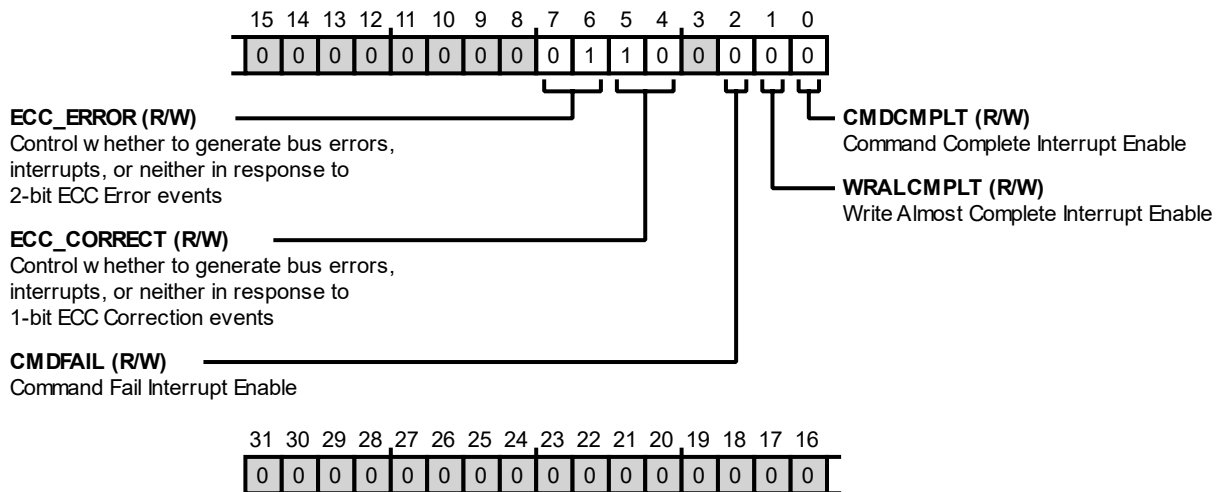 15 14 13 12 11 10 9 8 7 6 5 4 3 2 1 0
0 0 0 0 0 0 0 0 0 1 1 0 0 0 0 0
ECC_ERROR (R/W)
Control whether to generate bus errors,
interrupts, or neither in response to
2-bit ECC Error events
ECC_CORRECT (R/W)
Control whether to generate bus errors,
interrupts, or neither in response to
1-bit ECC Correction events
CMDFAIL (R/W)
Command Fail Interrupt Enable
CMDCMPLT (R/W)
Command Complete Interrupt Enable
WRALCMPLT (R/W)
Write Almost Complete Interrupt Enable
31 30 29 28 27 26 25 24 23 22 21 20 19 18 17 16
0 0 0 0 0 0 0 0 0 0 0 0 0 0 0 0